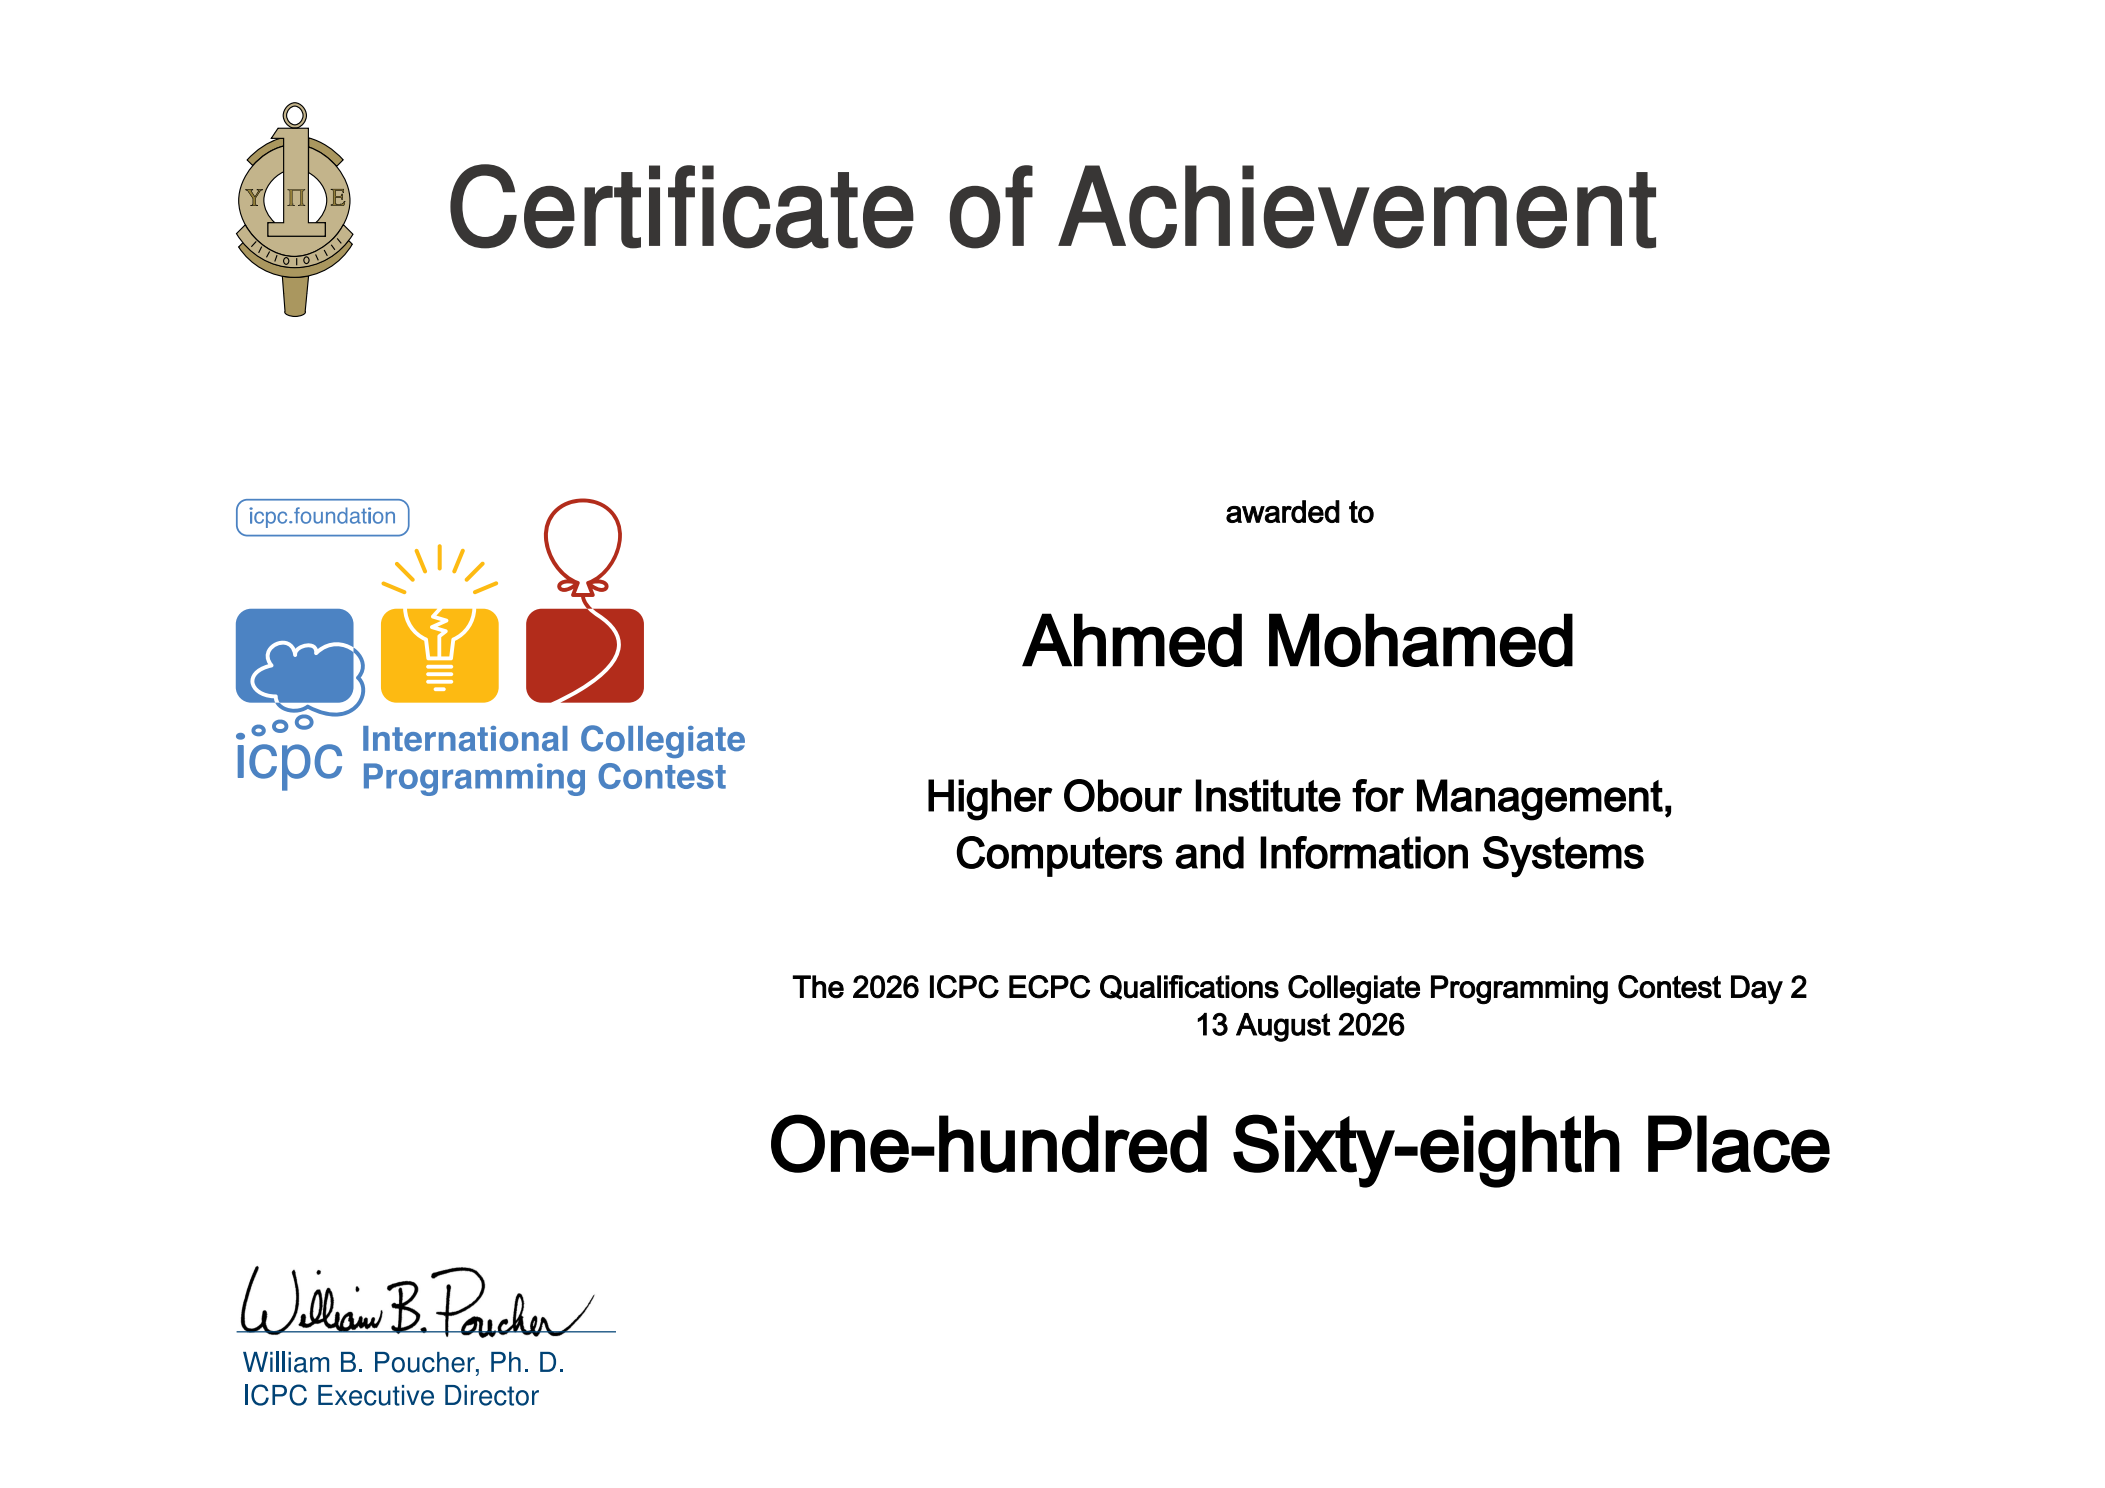 Certificate of Achievement
Υ Π Ε
icpc.foundation
icpc International Collegiate
Programming Contest
awarded to
Ahmed Mohamed
Higher Obour Institute for Management,
Computers and Information Systems
The 2026 ICPC ECPC Qualifications Collegiate Programming Contest Day 2
13 August 2026
One-hundred Sixty-eighth Place
William B. Poucher
William B. Poucher, Ph. D.
ICPC Executive Director